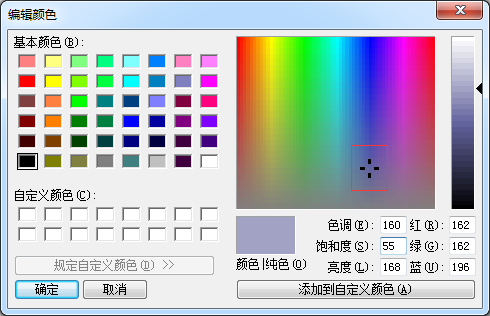 编辑颜色
基本颜色(B):
自定义颜色(C):
规定自定义颜色(D) >>
确定 取消
颜色|纯色(O)
色调(E): 160 红(R): 162
饱和度(S): 55 绿(G): 162
亮度(L): 168 蓝(U): 196
添加到自定义颜色(A)